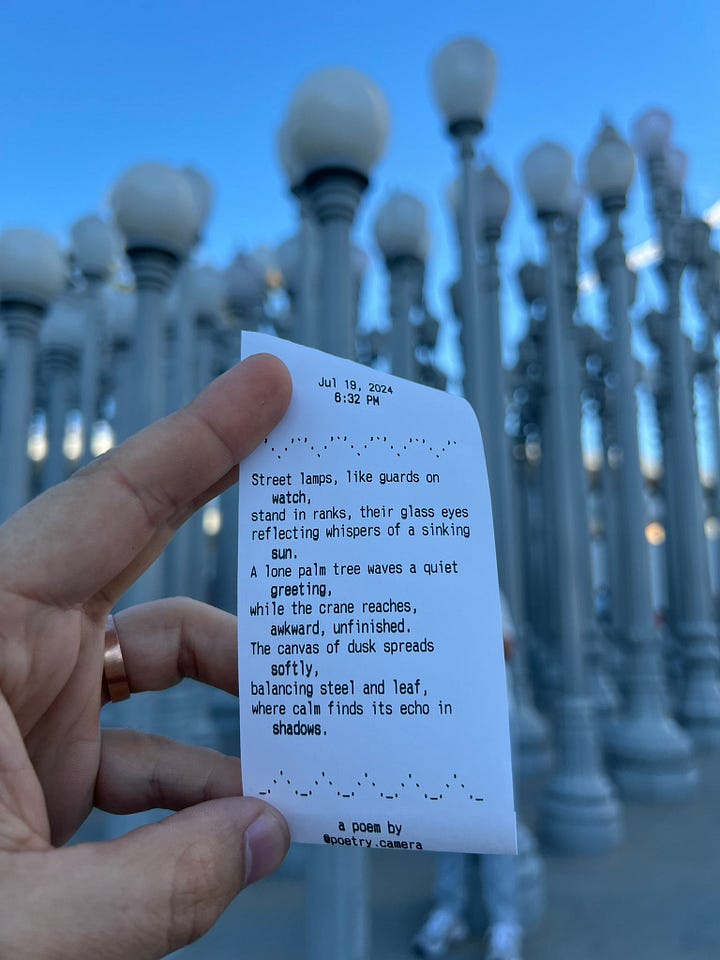 Jul 19, 2024
6:32 PM
Street lamps, like guards on
watch,
stand in ranks, their glass eyes
reflecting whispers of a sinking
sun.
A lone palm tree waves a quiet
greeting,
while the crane reaches,
awkward, unfinished.
The canvas of dusk spreads
softly,
balancing steel and leaf,
where calm finds its echo in
shadows.
a poem by
@poetry.camera